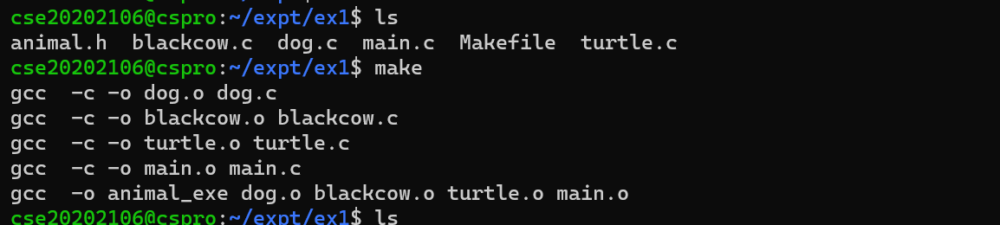 cse20202106@cspro:~/expt/ex1$ ls
animal.h  blackcow.c  dog.c  main.c  Makefile  turtle.c
cse20202106@cspro:~/expt/ex1$ make
gcc  -c -o dog.o dog.c
gcc  -c -o blackcow.o blackcow.c
gcc  -c -o turtle.o turtle.c
gcc  -c -o main.o main.c
gcc  -o animal_exe dog.o blackcow.o turtle.o main.o
cse20202106@cspro:~/expt/ex1$ ls